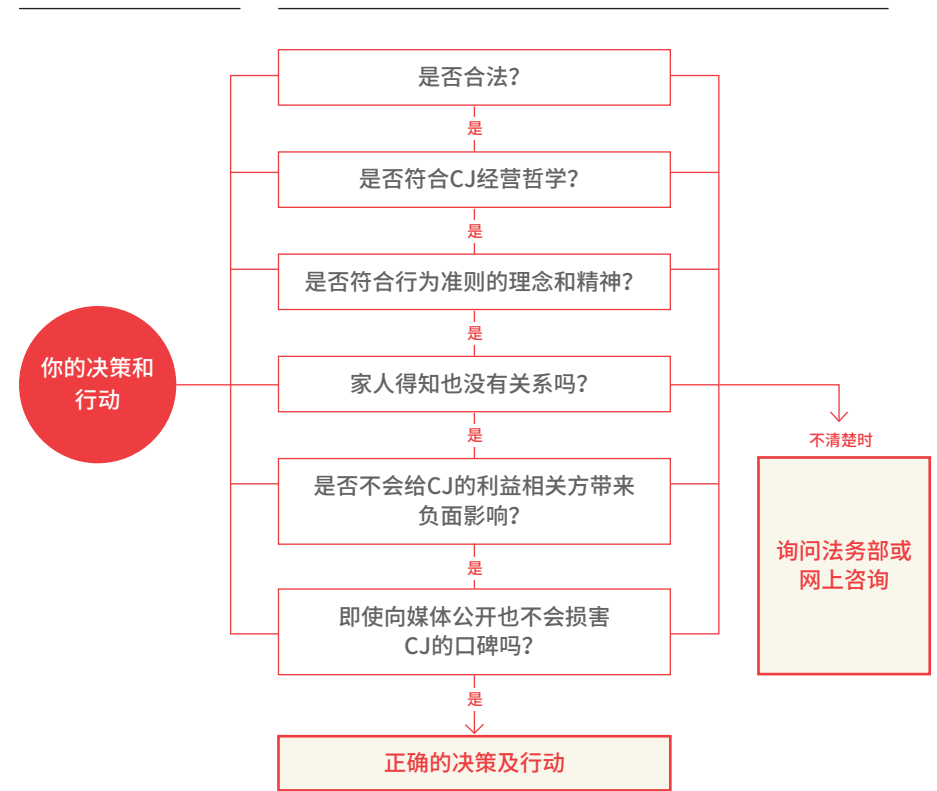 是否合法？
是
是否符合CJ经营哲学？
是
是否符合行为准则的理念和精神？
是
你的决策和
行动
家人得知也没有关系吗？
是
不清楚时
是否不会给CJ的利益相关方带来
负面影响？
询问法务部或
网上咨询
是
即使向媒体公开也不会损害
CJ的口碑吗？
是
正确的决策及行动